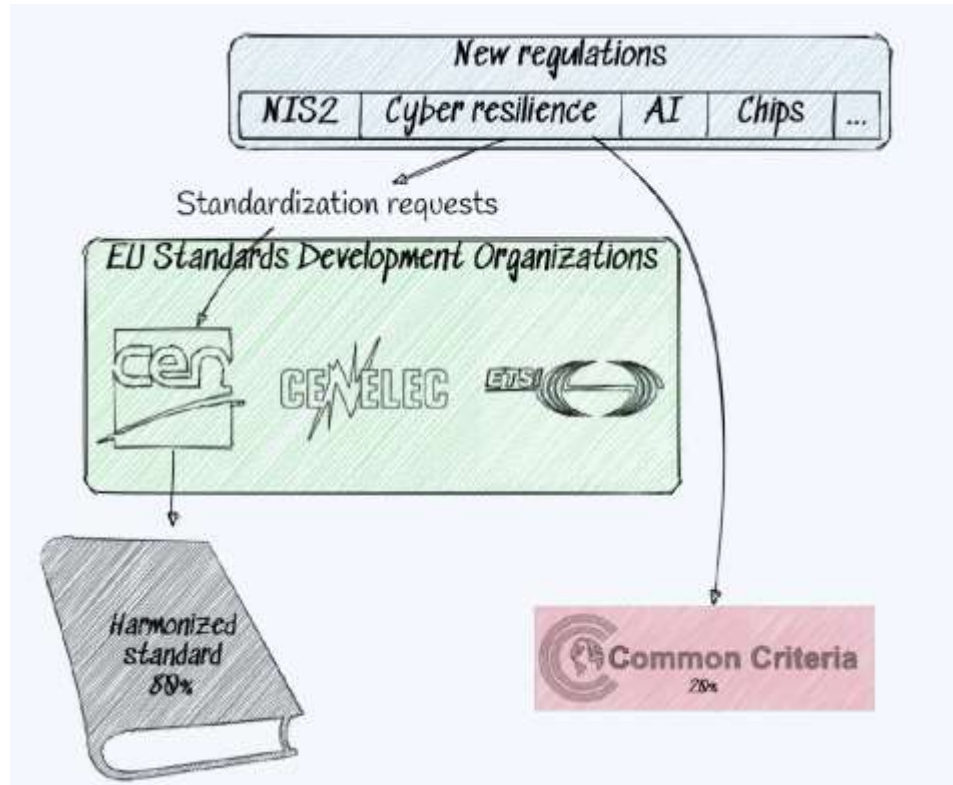 New regulations
NIS2 Cyber resilience AI Chips ...
Standardization requests
EU Standards Development Organizations
cen CENELEC ETSI
Harmonized
standard
80%
Common Criteria
20%